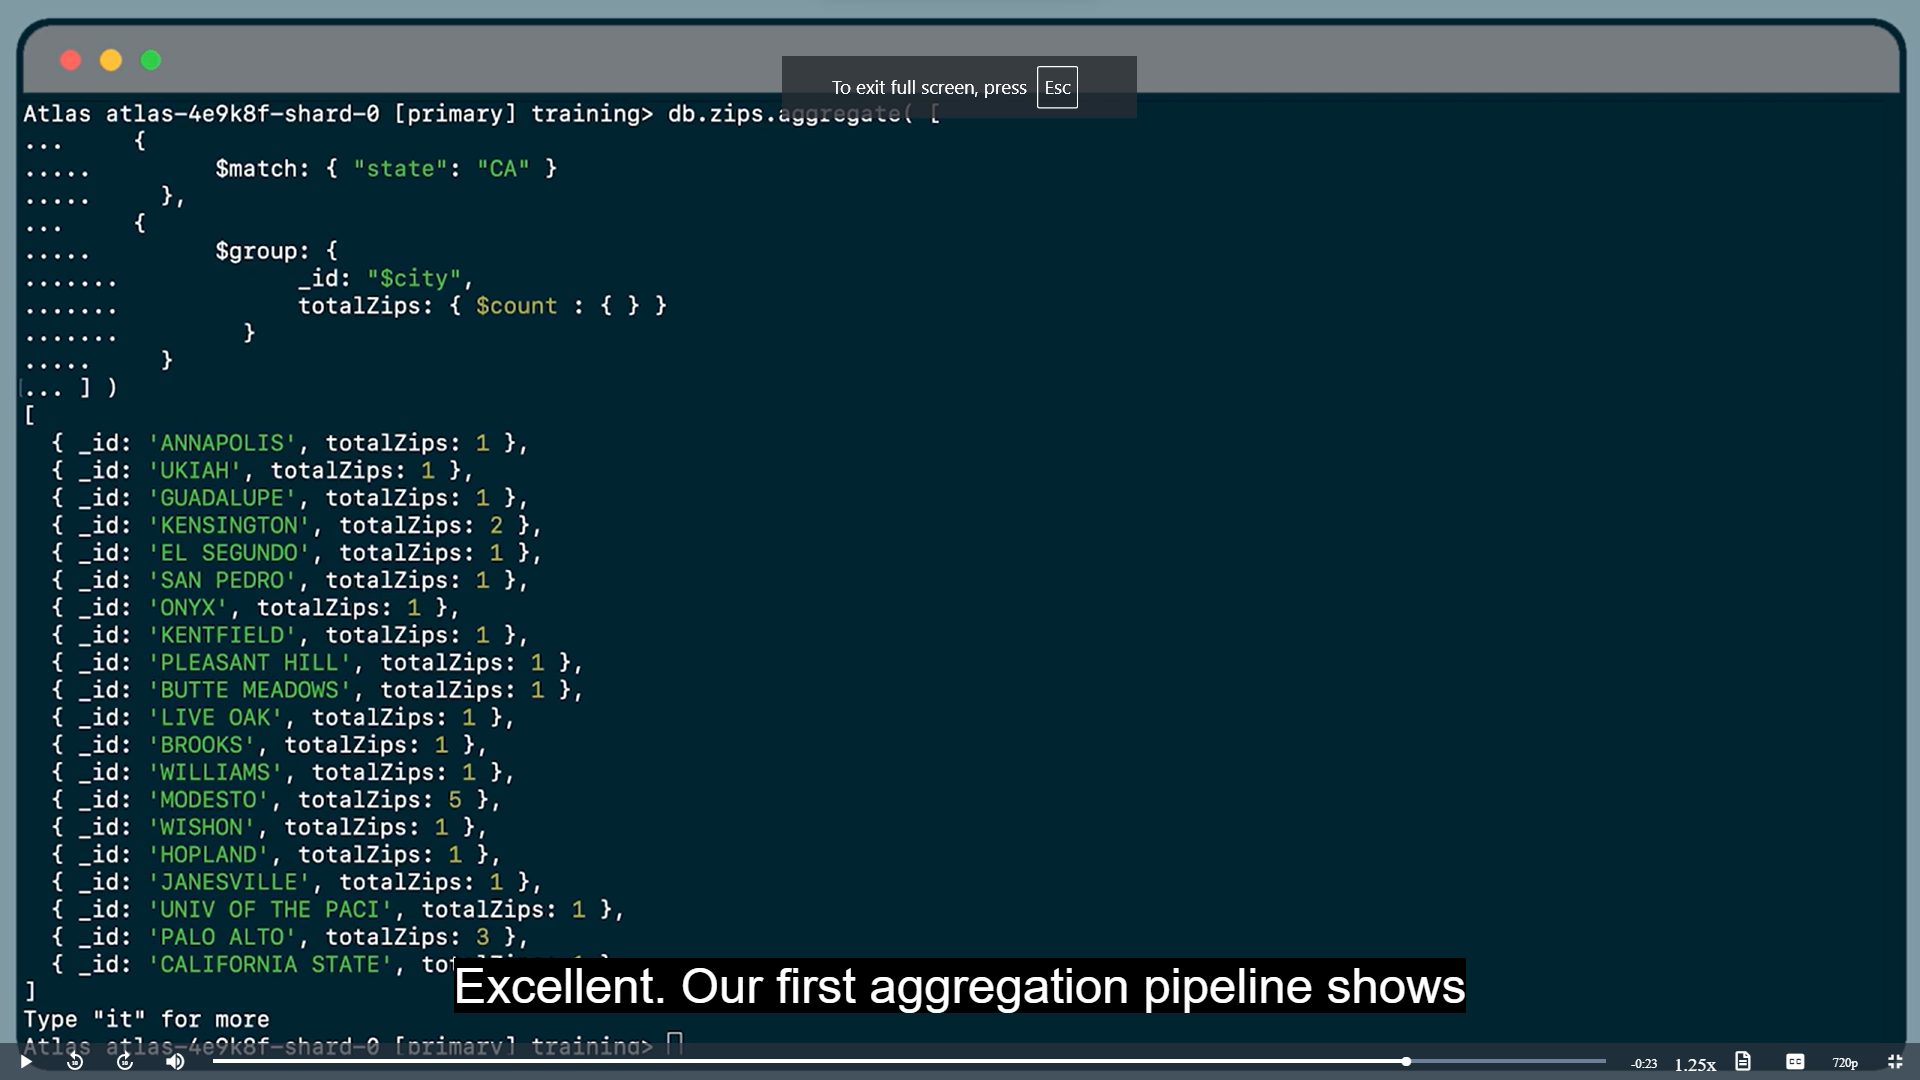 To exit full screen, press Esc
Atlas atlas-4e9k8f-shard-0 [primary] training> db.zips.aggregate( [
... {
..... $match: { "state": "CA" }
..... },
... {
..... $group: {
....... _id: "$city",
....... totalZips: { $count : { } }
....... }
..... }
... ] )
[
{ _id: 'ANNAPOLIS', totalZips: 1 },
{ _id: 'UKIAH', totalZips: 1 },
{ _id: 'GUADALUPE', totalZips: 1 },
{ _id: 'KENSINGTON', totalZips: 2 },
{ _id: 'EL SEGUNDO', totalZips: 1 },
{ _id: 'SAN PEDRO', totalZips: 1 },
{ _id: 'ONYX', totalZips: 1 },
{ _id: 'KENTFIELD', totalZips: 1 },
{ _id: 'PLEASANT HILL', totalZips: 1 },
{ _id: 'BUTTE MEADOWS', totalZips: 1 },
{ _id: 'LIVE OAK', totalZips: 1 },
{ _id: 'BROOKS', totalZips: 1 },
{ _id: 'WILLIAMS', totalZips: 1 },
{ _id: 'MODESTO', totalZips: 5 },
{ _id: 'WISHON', totalZips: 1 },
{ _id: 'HOPLAND', totalZips: 1 },
{ _id: 'JANESVILLE', totalZips: 1 },
{ _id: 'UNIV OF THE PACI', totalZips: 1 },
{ _id: 'PALO ALTO', totalZips: 3 },
{ _id: 'CALIFORNIA STATE',
]
Excellent. Our first aggregation pipeline shows
Type "it" for more
Atlas atlas-4e9k8f-shard-0 [primary] training>
-0:23 1.25x CC 720p